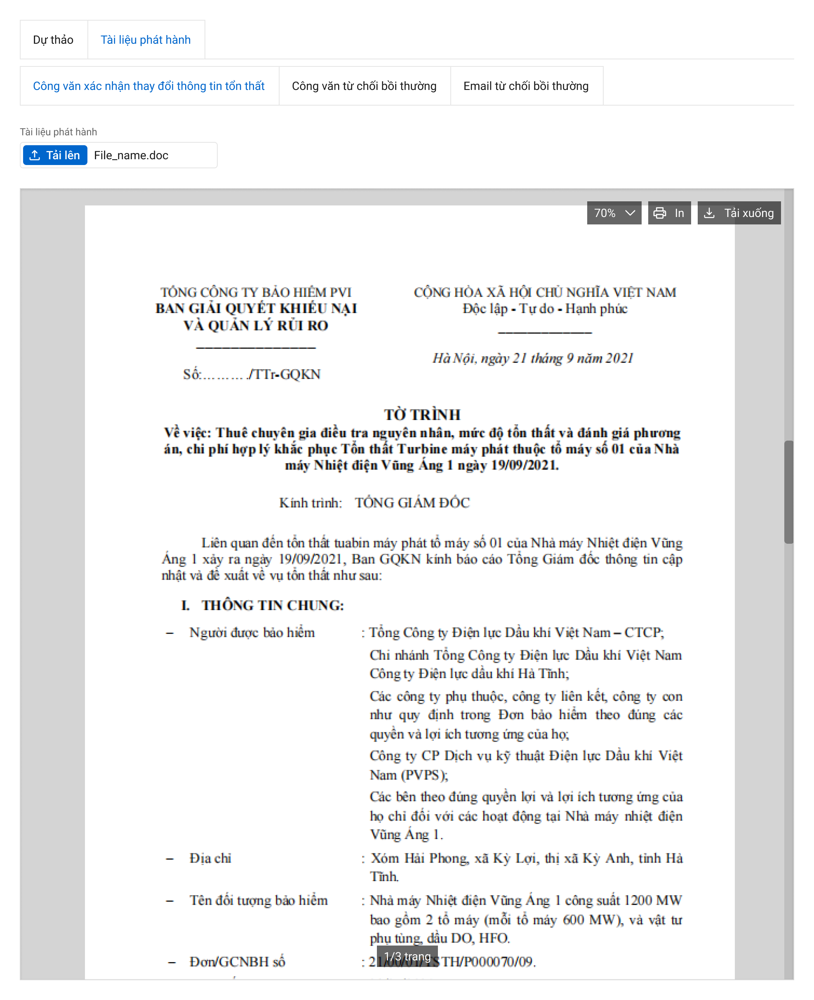 Dự thảo
Tài liệu phát hành
Công văn xác nhận thay đổi thông tin tổn thất
Công văn từ chối bồi thường
Email từ chối bồi thường
Tài liệu phát hành
Tải lên
File_name.doc
70%
In
Tải xuống
TỔNG CÔNG TY BẢO HIỂM PVI
BAN GIẢI QUYẾT KHIẾU NẠI
VÀ QUẢN LÝ RỦI RO
Số:………./TTr-GQKN
CỘNG HÒA XÃ HỘI CHỦ NGHĨA VIỆT NAM
Độc lập - Tự do - Hạnh phúc
Hà Nội, ngày 21 tháng 9 năm 2021
TỜ TRÌNH
Về việc: Thuê chuyên gia điều tra nguyên nhân, mức độ tổn thất và đánh giá phương
án, chi phí hợp lý khắc phục Tổn thất Turbine máy phát thuộc tổ máy số 01 của Nhà
máy Nhiệt điện Vũng Áng 1 ngày 19/09/2021.
Kính trình: TỔNG GIÁM ĐỐC
Liên quan đến tổn thất tuabin máy phát tổ máy số 01 của Nhà máy Nhiệt điện Vũng
Áng 1 xảy ra ngày 19/09/2021, Ban GQKN kính báo cáo Tổng Giám đốc thông tin cập
nhật và đề xuất về vụ tổn thất như sau:
I. THÔNG TIN CHUNG:
– Người được bảo hiểm : Tổng Công ty Điện lực Dầu khí Việt Nam – CTCP;
Chi nhánh Tổng Công ty Điện lực Dầu khí Việt Nam
Công ty Điện lực dầu khí Hà Tĩnh;
Các công ty phụ thuộc, công ty liên kết, công ty con
như quy định trong Đơn bảo hiểm theo đúng các
quyền và lợi ích tương ứng của họ;
Công ty CP Dịch vụ kỹ thuật Điện lực Dầu khí Việt
Nam (PVPS);
Các bên theo đúng quyền lợi và lợi ích tương ứng của
họ chỉ đối với các hoạt động tại Nhà máy nhiệt điện
Vũng Áng 1.
– Địa chỉ : Xóm Hải Phong, xã Kỳ Lợi, thị xã Kỳ Anh, tỉnh Hà
Tĩnh.
– Tên đối tượng bảo hiểm : Nhà máy Nhiệt điện Vũng Áng 1 công suất 1200 MW
bao gồm 2 tổ máy (mỗi tổ máy 600 MW), và vật tư
phụ tùng, dầu DO, HFO.
– Đơn/GCNBH số : 21/00/01/TSTH/P000070/09.
1/3 trang